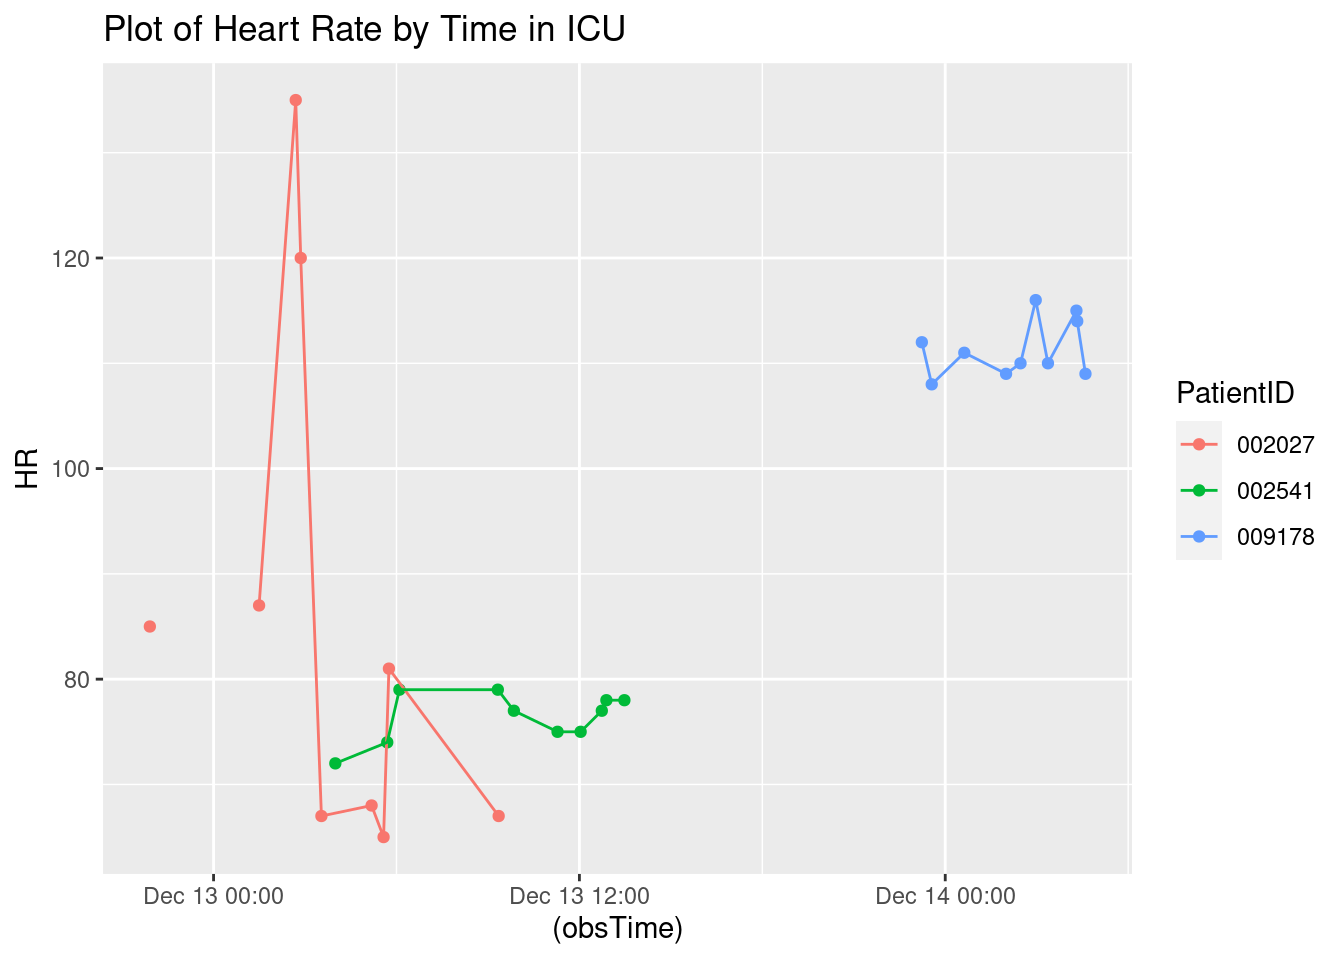 Plot of Heart Rate by Time in ICU
HR
120
100
80
Dec 13 00:00
Dec 13 12:00
Dec 14 00:00
(obsTime)
PatientID
002027
002541
009178